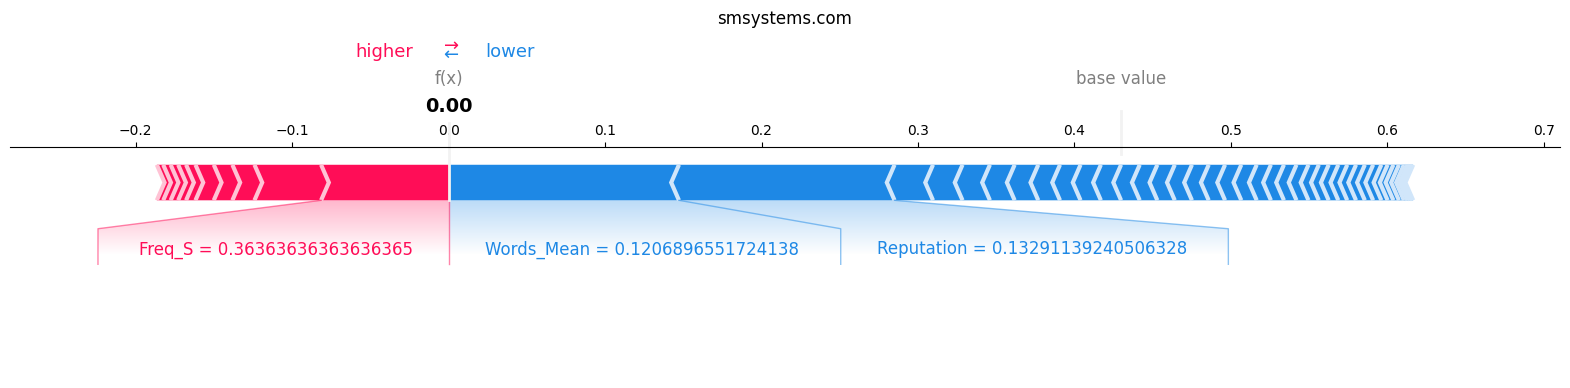 smsystems.com
higher → ← lower
f(x) base value
0.00
−0.2 −0.1 0.0 0.1 0.2 0.3 0.4 0.5 0.6 0.7
Freq_S = 0.36363636363636365 Words_Mean = 0.1206896551724138 Reputation = 0.13291139240506328